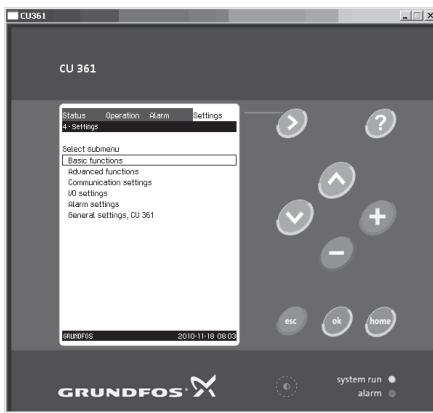 CU361
CU 361
Status Operation Alarm Settings
4 - Settings
Select submenu
Basic functions
Advanced functions
Communication settings
I/O settings
Alarm settings
General settings, CU 361
GRUNDFOS 2010-11-18 08:03
> ?
+
−
esc ok home
system run
alarm
GRUNDFOS